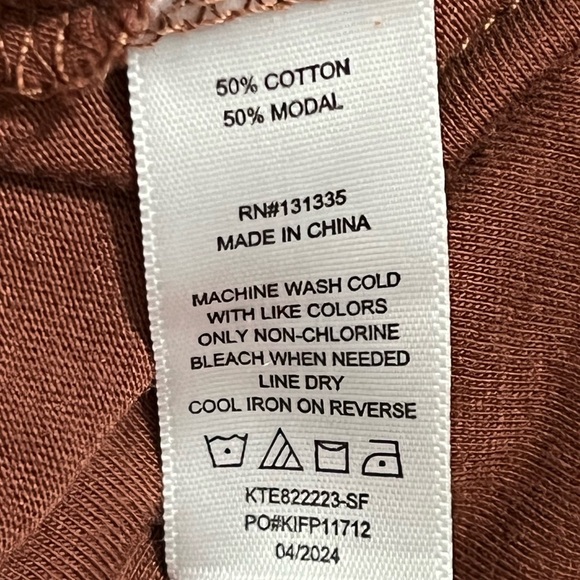 50% COTTON
50% MODAL
RN#131335
MADE IN CHINA
MACHINE WASH COLD
WITH LIKE COLORS
ONLY NON-CHLORINE
BLEACH WHEN NEEDED
LINE DRY
COOL IRON ON REVERSE
KTE822223-SF
PO#KIFP11712
04/2024